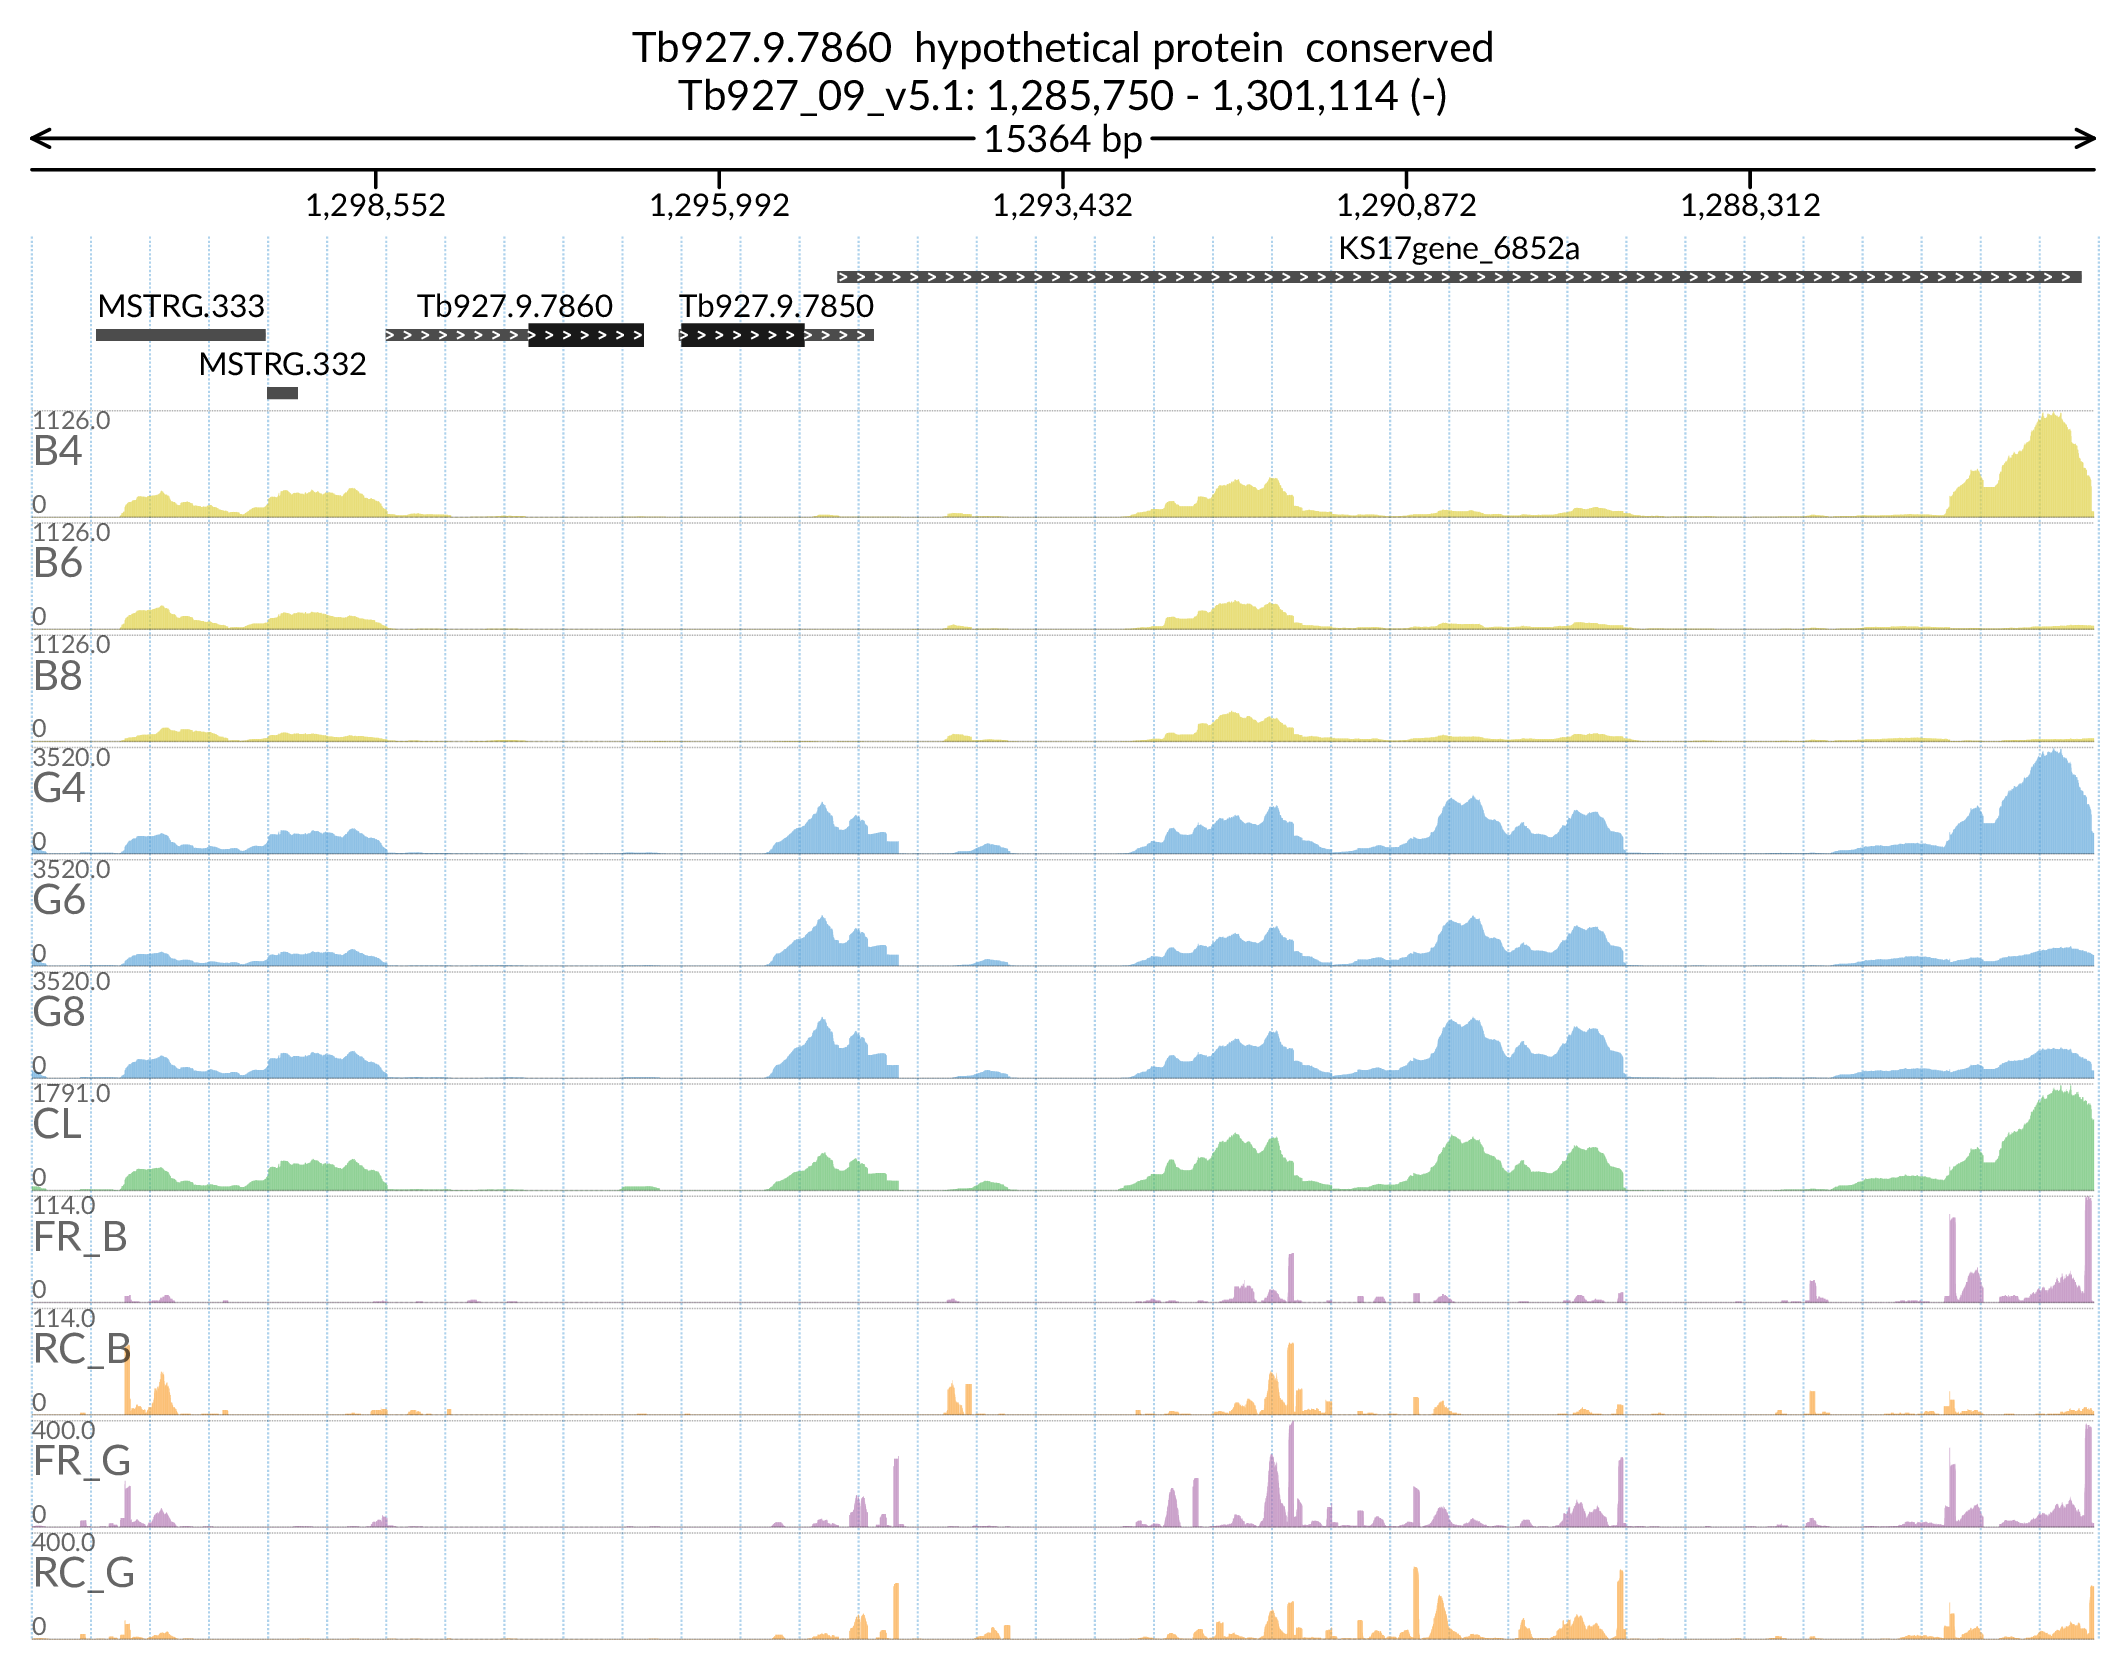 Tb927.9.7860  hypothetical protein  conserved
Tb927_09_v5.1: 1,285,750 - 1,301,114 (-)
15364 bp
1,298,552 1,295,992 1,293,432 1,290,872 1,288,312
KS17gene_6852a
MSTRG.333 Tb927.9.7860 Tb927.9.7850
MSTRG.332
1126.0
B4
0
1126.0
B6
0
1126.0
B8
0
3520.0
G4
0
3520.0
G6
0
3520.0
G8
0
1791.0
CL
0
114.0
FR_B
0
114.0
RC_B
0
400.0
FR_G
0
400.0
RC_G
0